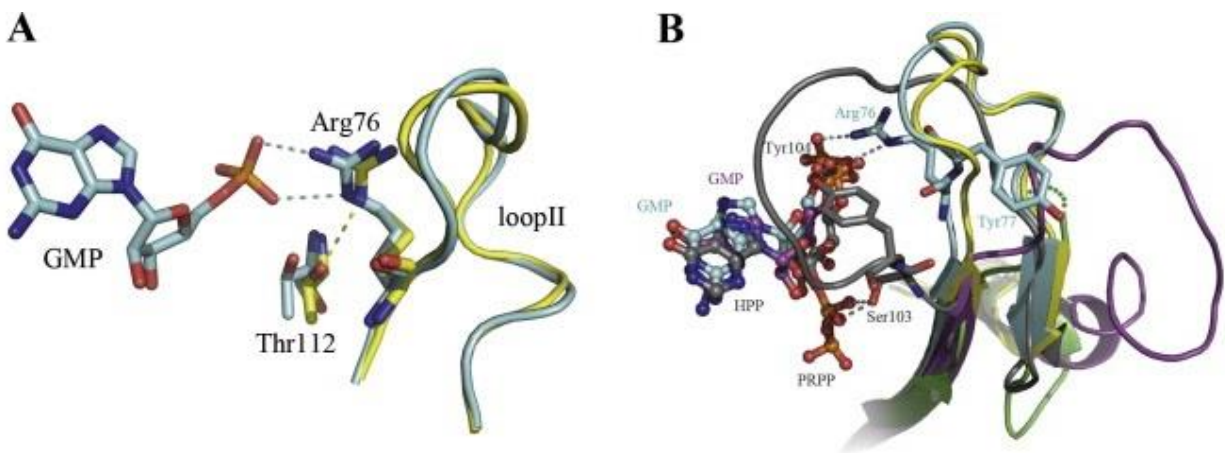 A
Arg76
loopII
GMP
Thr112
B
Arg76
Tyr104
GMP
GMP
Tyr77
HPP
Ser103
PRPP